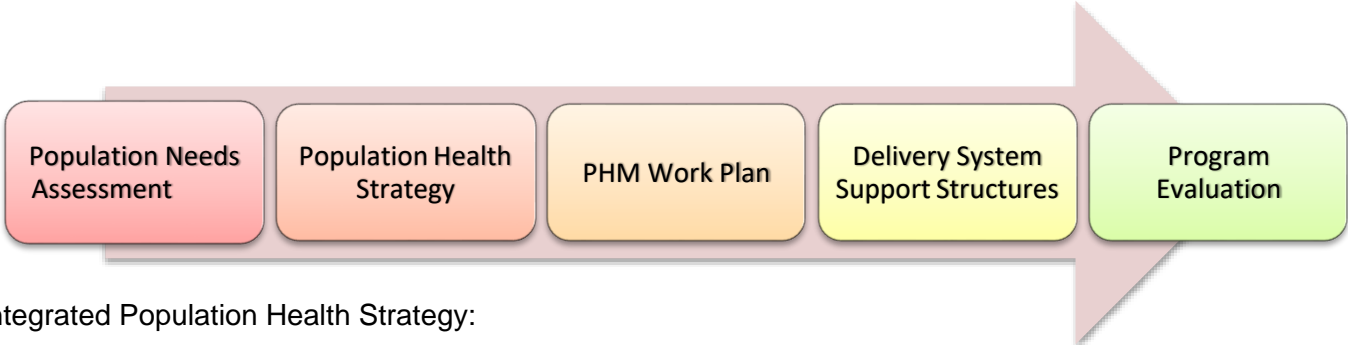 Population Needs
Assessment
Population Health
Strategy
PHM Work Plan
Delivery System
Support Structures
Program
Evaluation
ntegrated Population Health Strategy: